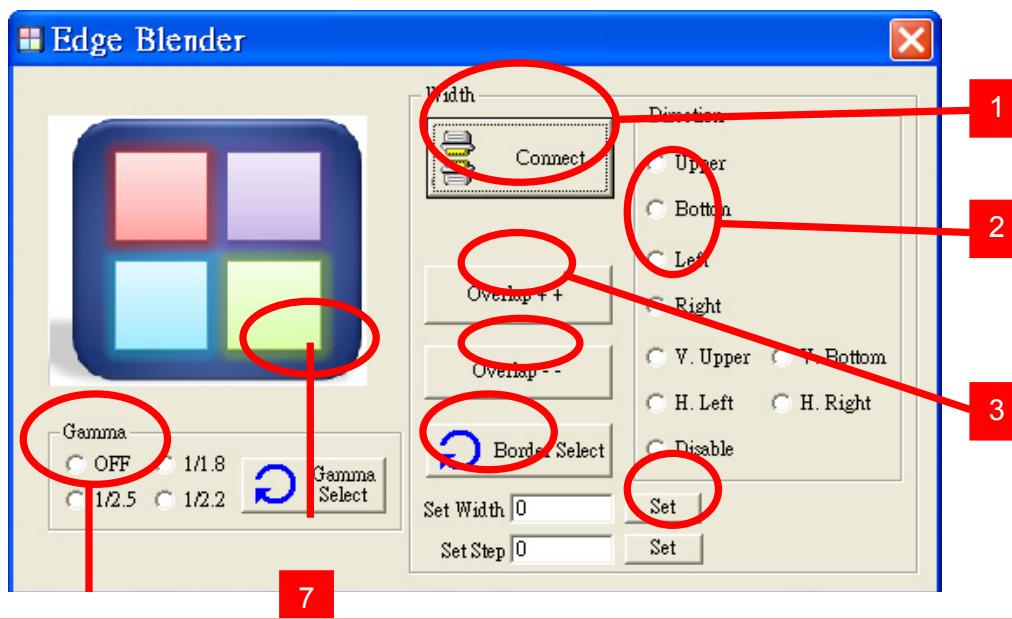 Edge Blender
Width
Connect
Overlap + +
Overlap - -
Border Select
Set Width 0 Set
Set Step 0 Set
Direction
Upper
Bottom
Left
Right
V. Upper V. Bottom
H. Left H. Right
Disable
Gamma
OFF 1/1.8
1/2.5 1/2.2
Gamma
Select
1
2
3
7